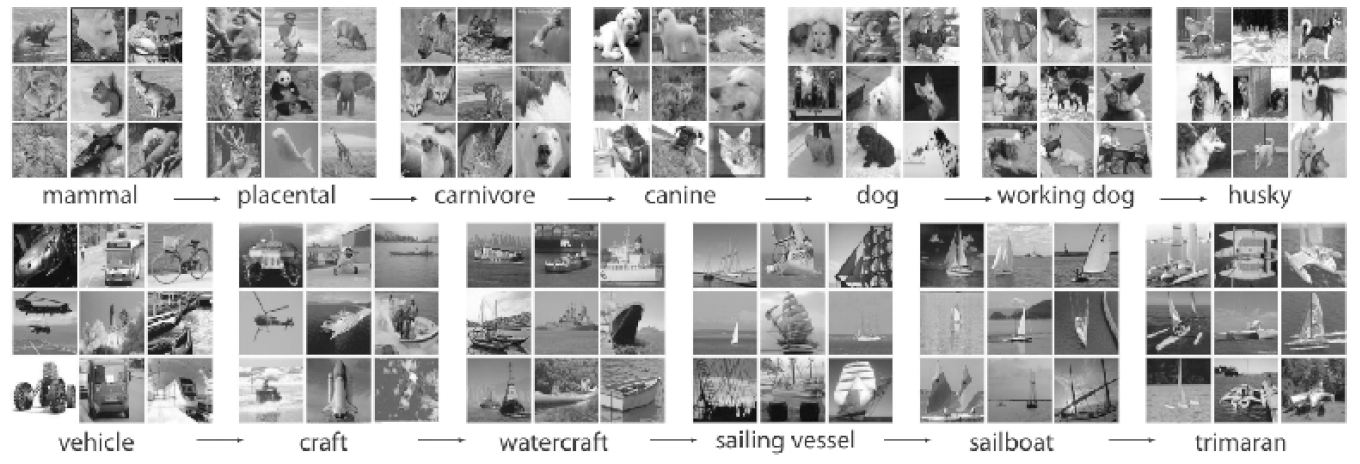 mammal → placental → carnivore → canine → dog → working dog → husky
vehicle → craft → watercraft → sailing vessel → sailboat → trimaran